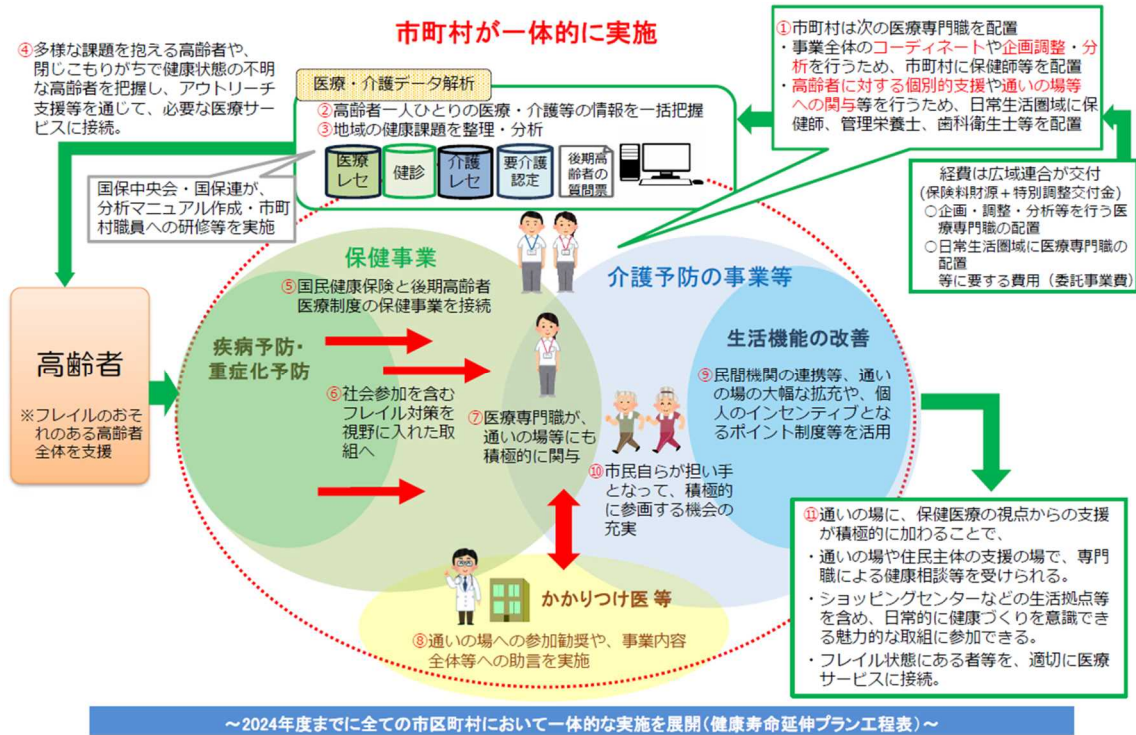 市町村が一体的に実施
①市町村は次の医療専門職を配置
・事業全体のコーディネートや企画調整・分
析を行うため、市町村に保健師等を配置
・高齢者に対する個別的支援や通いの場等
への関与等を行うため、日常生活圏域に保
健師、管理栄養士、歯科衛生士等を配置
④多様な課題を抱える高齢者や、
閉じこもりがちで健康状態の不明
な高齢者を把握し、アウトリーチ
支援等を通じて、必要な医療サー
ビスに接続。
医療・介護データ解析
②高齢者一人ひとりの医療・介護等の情報を一括把握
③地域の健康課題を整理・分析
医療
レセ
健診
介護
レセ
要介護
認定
後期高
齢者の
質問票
国保中央会・国保連が、
分析マニュアル作成・市町
村職員への研修等を実施
経費は広域連合が交付
(保険料財源+特別調整交付金)
○企画・調整・分析等を行う医
療専門職の配置
○日常生活圏域に医療専門職の
配置
等に要する費用(委託事業費)
保健事業
⑤国民健康保険と後期高齢者
医療制度の保健事業を接続
介護予防の事業等
高齢者
※フレイルのおそ
れのある高齢者
全体を支援
疾病予防・
重症化予防
⑥社会参加を含む
フレイル対策を
視野に入れた取
組へ
⑦医療専門職が、
通いの場等にも
積極的に関与
生活機能の改善
⑨民間機関の連携等、通い
の場の大幅な拡充や、個
人のインセンティブとな
るポイント制度等を活用
⑩市民自らが担い手
となって、積極的
に参画する機会の
充実
かかりつけ医 等
⑧通いの場への参加勧奨や、事業内容
全体等への助言を実施
⑪通いの場に、保健医療の視点からの支援
が積極的に加わることで、
・通いの場や住民主体の支援の場で、専門
職による健康相談等を受けられる。
・ショッピングセンターなどの生活拠点等
を含め、日常的に健康づくりを意識でき
る魅力的な取組に参加できる。
・フレイル状態にある者等を、適切に医療
サービスに接続。
～2024年度までに全ての市区町村において一体的な実施を展開(健康寿命延伸プラン工程表)～